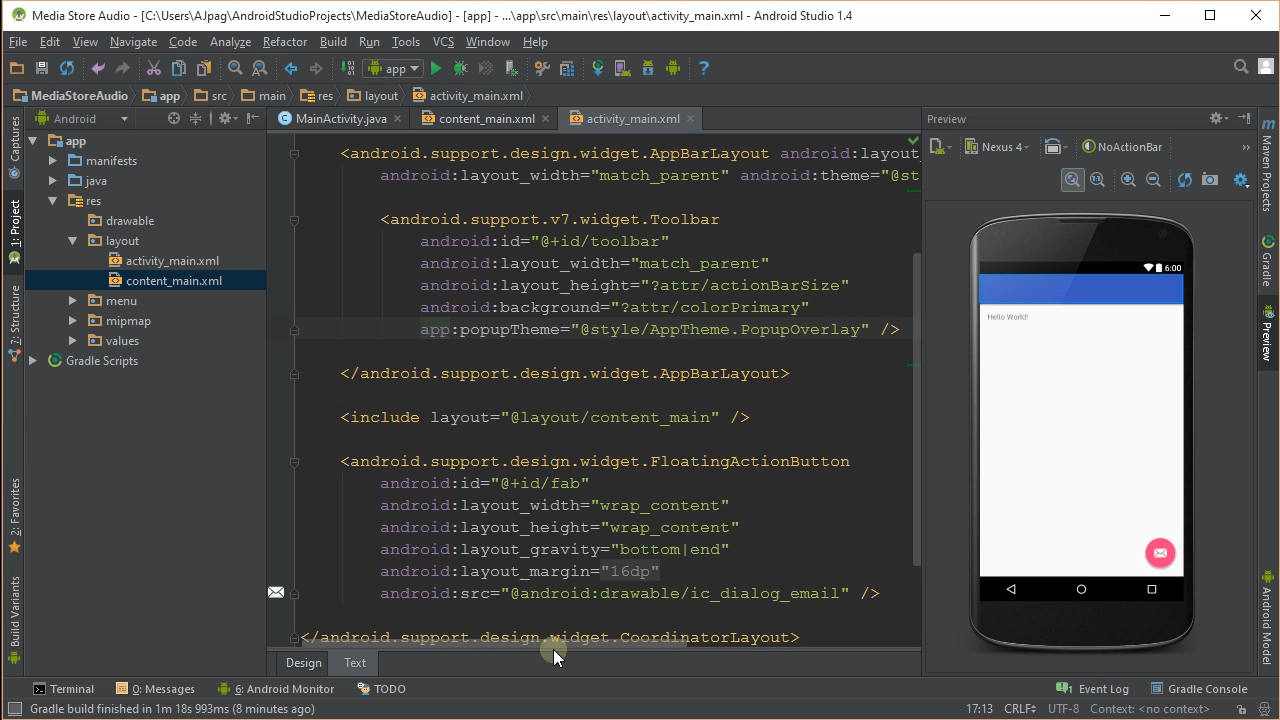 Media Store Audio - [C:\Users\AJpag\AndroidStudioProjects\MediaStoreAudio] - [app] - ...\app\src\main\res\layout\activity_main.xml - Android Studio 1.4
File Edit View Navigate Code Analyze Refactor Build Run Tools VCS Window Help
app
MediaStoreAudio app src main res layout activity_main.xml
Android
MainActivity.java content_main.xml activity_main.xml
Preview
app
manifests
java
res
drawable
layout
activity_main.xml
content_main.xml
menu
mipmap
values
Gradle Scripts
Captures
1: Project
7: Structure
2: Favorites
Build Variants
<android.support.design.widget.AppBarLayout android:layout_
android:layout_width="match_parent" android:theme="@st
<android.support.v7.widget.Toolbar
android:id="@+id/toolbar"
android:layout_width="match_parent"
android:layout_height="?attr/actionBarSize"
android:background="?attr/colorPrimary"
app:popupTheme="@style/AppTheme.PopupOverlay" />
</android.support.design.widget.AppBarLayout>
<include layout="@layout/content_main" />
<android.support.design.widget.FloatingActionButton
android:id="@+id/fab"
android:layout_width="wrap_content"
android:layout_height="wrap_content"
android:layout_gravity="bottom|end"
android:layout_margin="16dp"
android:src="@android:drawable/ic_dialog_email" />
</android.support.design.widget.CoordinatorLayout>
Design Text
Nexus 4 NoActionBar
1:1
6:00
Hello World!
Maven Projects
Gradle
Preview
Android Model
Terminal 0: Messages 6: Android Monitor TODO 1 Event Log Gradle Console
Gradle build finished in 1m 18s 993ms (8 minutes ago) 17:13 CRLF UTF-8 Context: <no context>